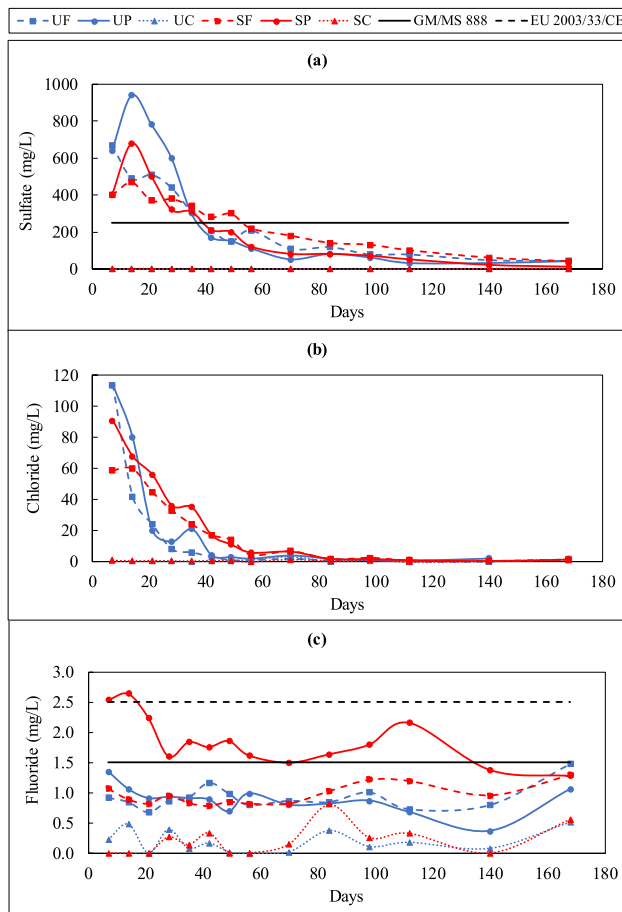 UF UP UC SF SP SC GM/MS 888 EU 2003/33/CE
(a)
1000
800
600
400
200
0
Sulfate (mg/L)
0 20 40 60 80 100 120 140 160 180
Days
(b)
120
100
80
60
40
20
0
Chloride (mg/L)
0 20 40 60 80 100 120 140 160 180
Days
(c)
3.0
2.5
2.0
1.5
1.0
0.5
0.0
Fluoride (mg/L)
0 20 40 60 80 100 120 140 160 180
Days